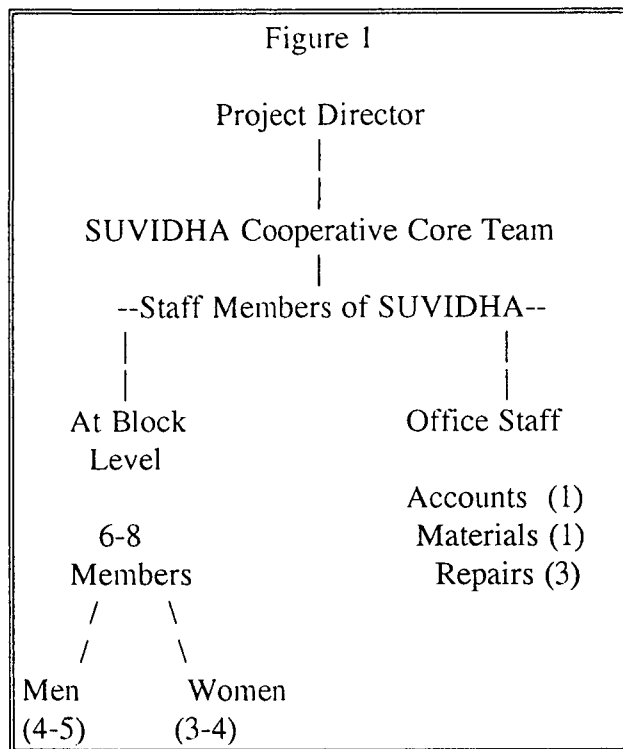 Figure 1
Project Director
SUVIDHA Cooperative Core Team
--Staff Members of SUVIDHA--
At Block Office Staff
Level
Accounts (1)
6-8 Materials (1)
Members Repairs (3)
Men Women
(4-5) (3-4)